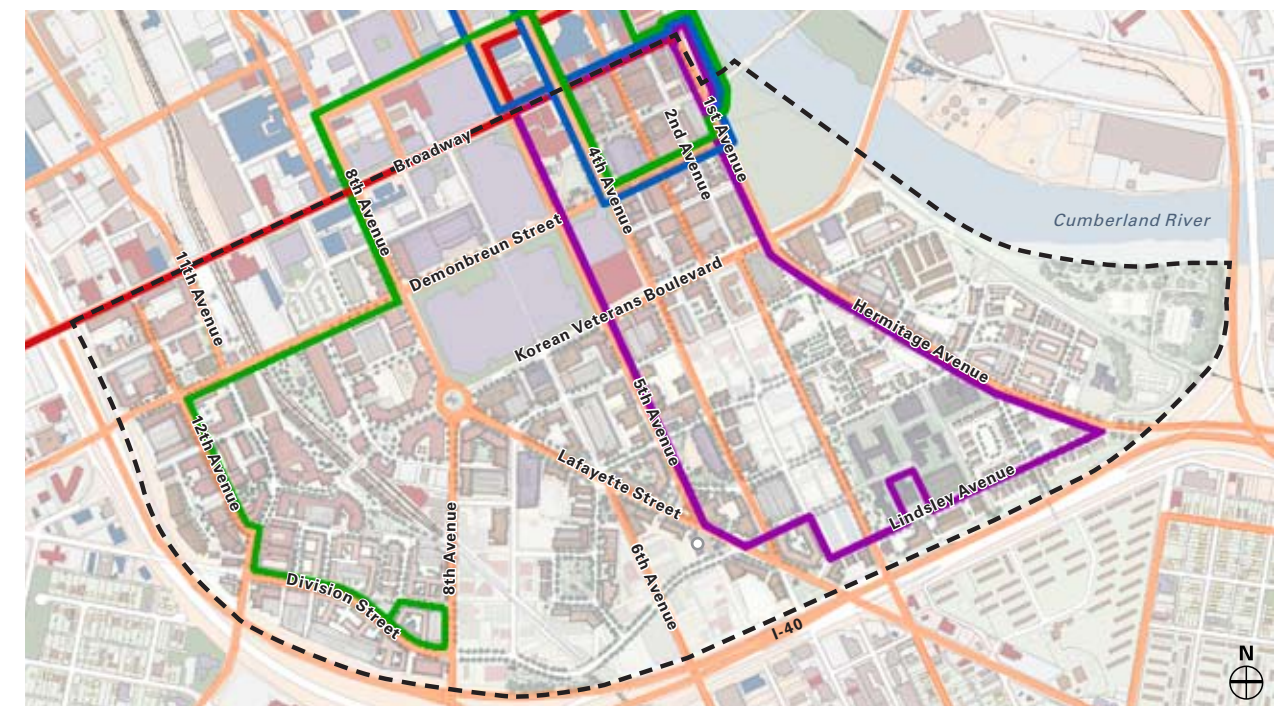 1st Avenue
2nd Avenue
Broadway
4th Avenue
8th Avenue
Cumberland River
Demonbreun Street
11th Avenue
Korean Veterans Boulevard
Hermitage Avenue
5th Avenue
12th Avenue
Lafayette Street
Lindsley Avenue
8th Avenue
6th Avenue
Division Street
I-40
N